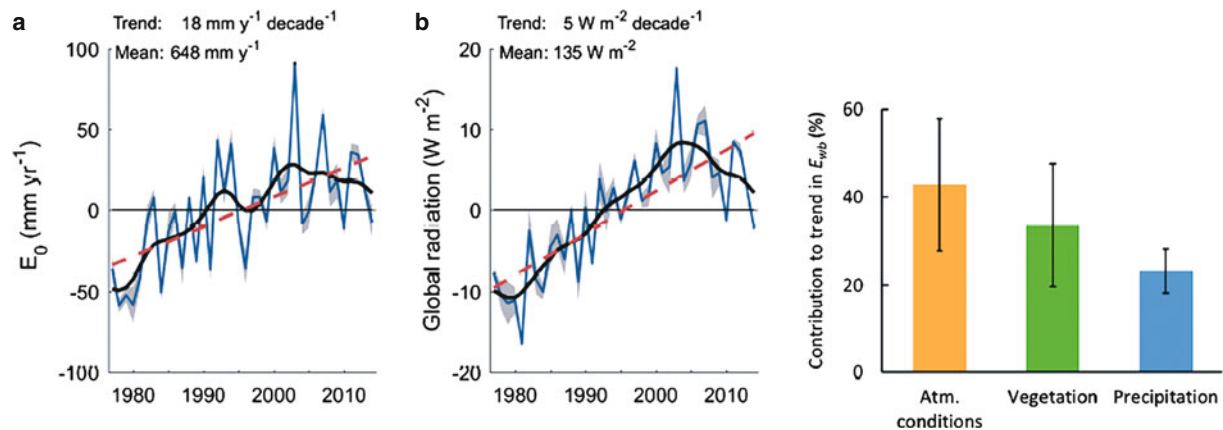 a
Trend: 18 mm y⁻¹ decade⁻¹
Mean: 648 mm y⁻¹
E₀ (mm yr⁻¹)
100
50
0
-50
-100
1980 1990 2000 2010
b
Trend: 5 W m⁻² decade⁻¹
Mean: 135 W m⁻²
Global radiation (W m⁻²)
20
10
0
-10
-20
1980 1990 2000 2010
Contribution to trend in E_wb (%)
60
40
20
0
Atm.
conditions
Vegetation
Precipitation